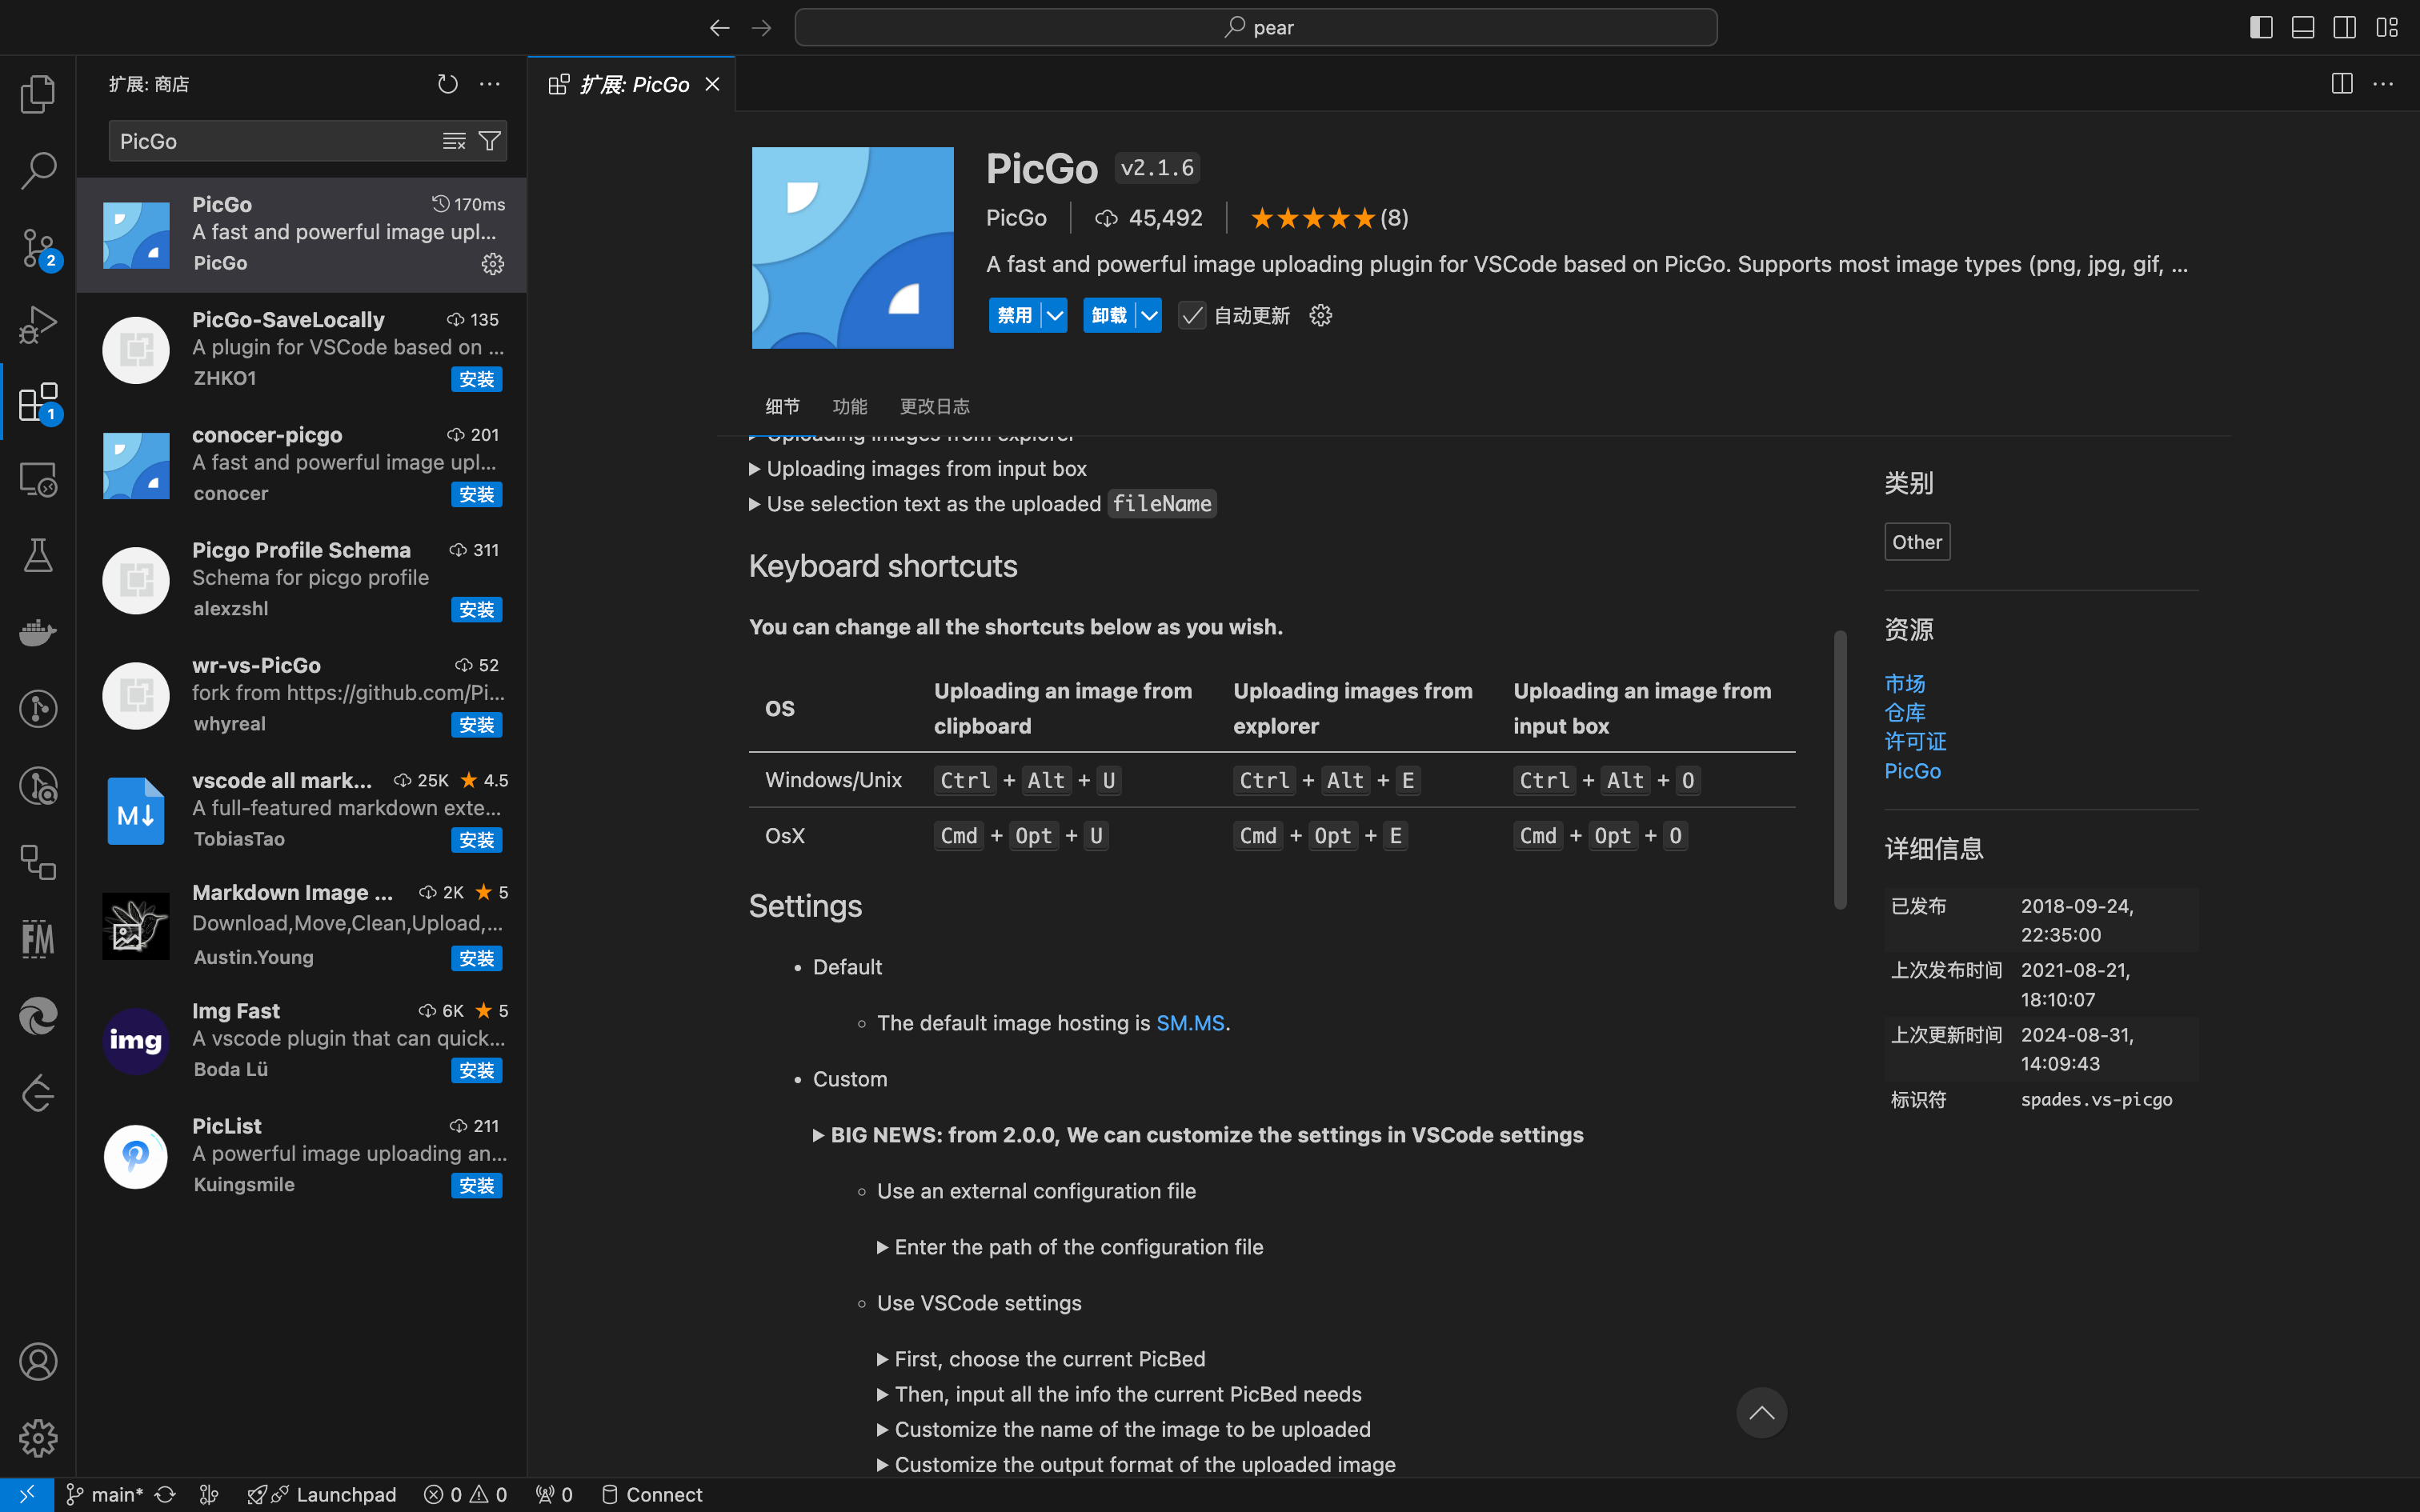 pear
扩展: 商店
扩展: PicGo
PicGo
PicGo
170ms
A fast and powerful image upl...
PicGo
PicGo-SaveLocally
135
A plugin for VSCode based on ...
ZHKO1
安装
conocer-picgo
201
A fast and powerful image upl...
conocer
安装
Picgo Profile Schema
311
Schema for picgo profile
alexzshl
安装
wr-vs-PicGo
52
fork from https://github.com/Pi...
whyreal
安装
vscode all mark...
25K ★ 4.5
A full-featured markdown exte...
TobiasTao
安装
Markdown Image ...
2K ★ 5
Download,Move,Clean,Upload,...
Austin.Young
安装
Img Fast
6K ★ 5
A vscode plugin that can quick...
Boda Lü
安装
PicList
211
A powerful image uploading an...
Kuingsmile
安装
2
1
M↓
FM
img
PicGo v2.1.6
PicGo
45,492
★★★★★(8)
A fast and powerful image uploading plugin for VSCode based on PicGo. Supports most image types (png, jpg, gif, ...
禁用
卸载
自动更新
细节 功能 更改日志
Uploading images from explorer
Uploading images from input box
Use selection text as the uploaded fileName
Keyboard shortcuts
You can change all the shortcuts below as you wish.
OS
Uploading an image from clipboard
Uploading images from explorer
Uploading an image from input box
Windows/Unix Ctrl + Alt + U Ctrl + Alt + E Ctrl + Alt + O
OsX Cmd + Opt + U Cmd + Opt + E Cmd + Opt + O
Settings
• Default
The default image hosting is SM.MS.
• Custom
BIG NEWS: from 2.0.0, We can customize the settings in VSCode settings
Use an external configuration file
Enter the path of the configuration file
Use VSCode settings
First, choose the current PicBed
Then, input all the info the current PicBed needs
Customize the name of the image to be uploaded
Customize the output format of the uploaded image
类别
Other
资源
市场
仓库
许可证
PicGo
详细信息
已发布 2018-09-24, 22:35:00
上次发布时间 2021-08-21, 18:10:07
上次更新时间 2024-08-31, 14:09:43
标识符 spades.vs-picgo
main* Launchpad 0 0 0 Connect